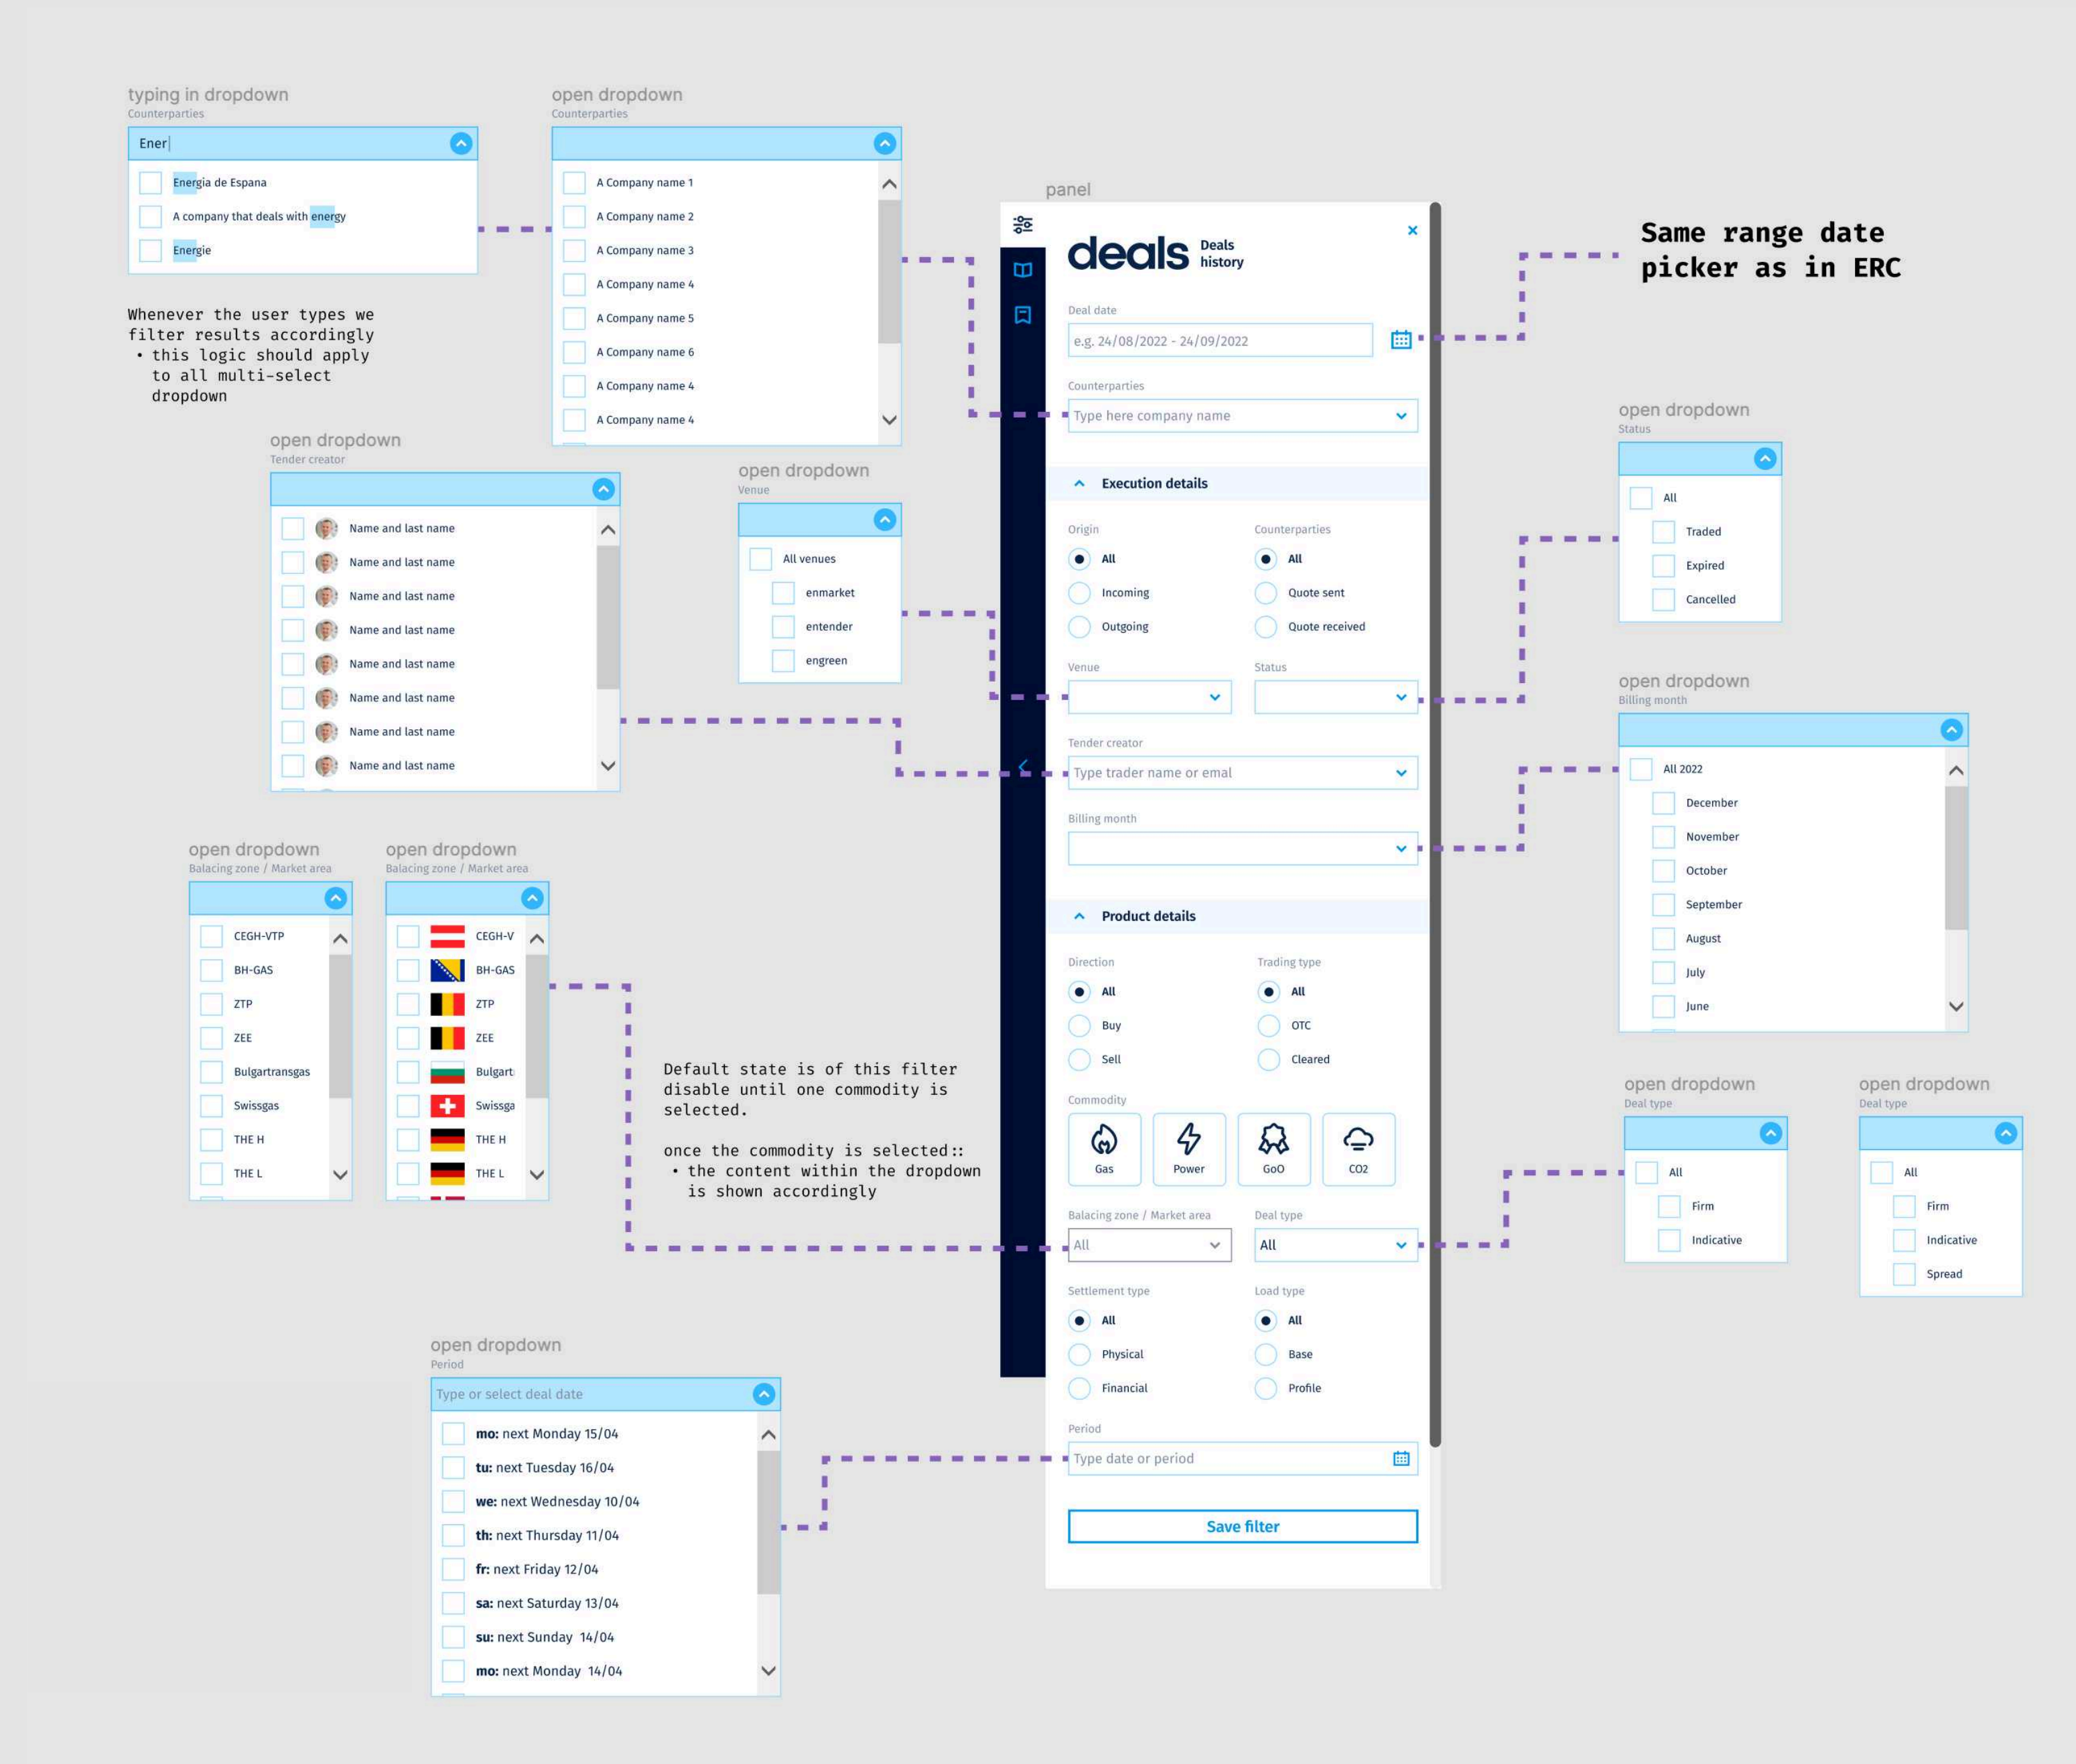 typing in dropdown
Counterparties
Ener
Energia de Espana
A company that deals with energy
Energie
Whenever the user types we
filter results accordingly
• this logic should apply
to all multi-select
dropdown
open dropdown
Counterparties
A Company name 1
A Company name 2
A Company name 3
A Company name 4
A Company name 5
A Company name 6
A Company name 4
A Company name 4
open dropdown
Tender creator
Name and last name
Name and last name
Name and last name
Name and last name
Name and last name
Name and last name
Name and last name
Name and last name
open dropdown
Venue
All venues
enmarket
entender
engreen
open dropdown
Balacing zone / Market area
CEGH-VTP
BH-GAS
ZTP
ZEE
Bulgartransgas
Swissgas
THE H
THE L
open dropdown
Balacing zone / Market area
CEGH-V
BH-GAS
ZTP
ZEE
Bulgart
Swissga
THE H
THE L
Default state is of this filter
disable until one commodity is
selected.
once the commodity is selected::
• the content within the dropdown
is shown accordingly
open dropdown
Period
Type or select deal date
mo: next Monday 15/04
tu: next Tuesday 16/04
we: next Wednesday 10/04
th: next Thursday 11/04
fr: next Friday 12/04
sa: next Saturday 13/04
su: next Sunday 14/04
mo: next Monday 14/04
panel
deals Deals
history
Deal date
e.g. 24/08/2022 - 24/09/2022
Counterparties
Type here company name
Execution details
Origin
All
Incoming
Outgoing
Counterparties
All
Quote sent
Quote received
Venue
Status
Tender creator
Type trader name or emal
Billing month
Product details
Direction
All
Buy
Sell
Trading type
All
OTC
Cleared
Commodity
Gas
Power
GoO
CO2
Balacing zone / Market area
All
Deal type
All
Settlement type
All
Physical
Financial
Load type
All
Base
Profile
Period
Type date or period
Save filter
Same range date
picker as in ERC
open dropdown
Status
All
Traded
Expired
Cancelled
open dropdown
Billing month
All 2022
December
November
October
September
August
July
June
open dropdown
Deal type
All
Firm
Indicative
open dropdown
Deal type
All
Firm
Indicative
Spread